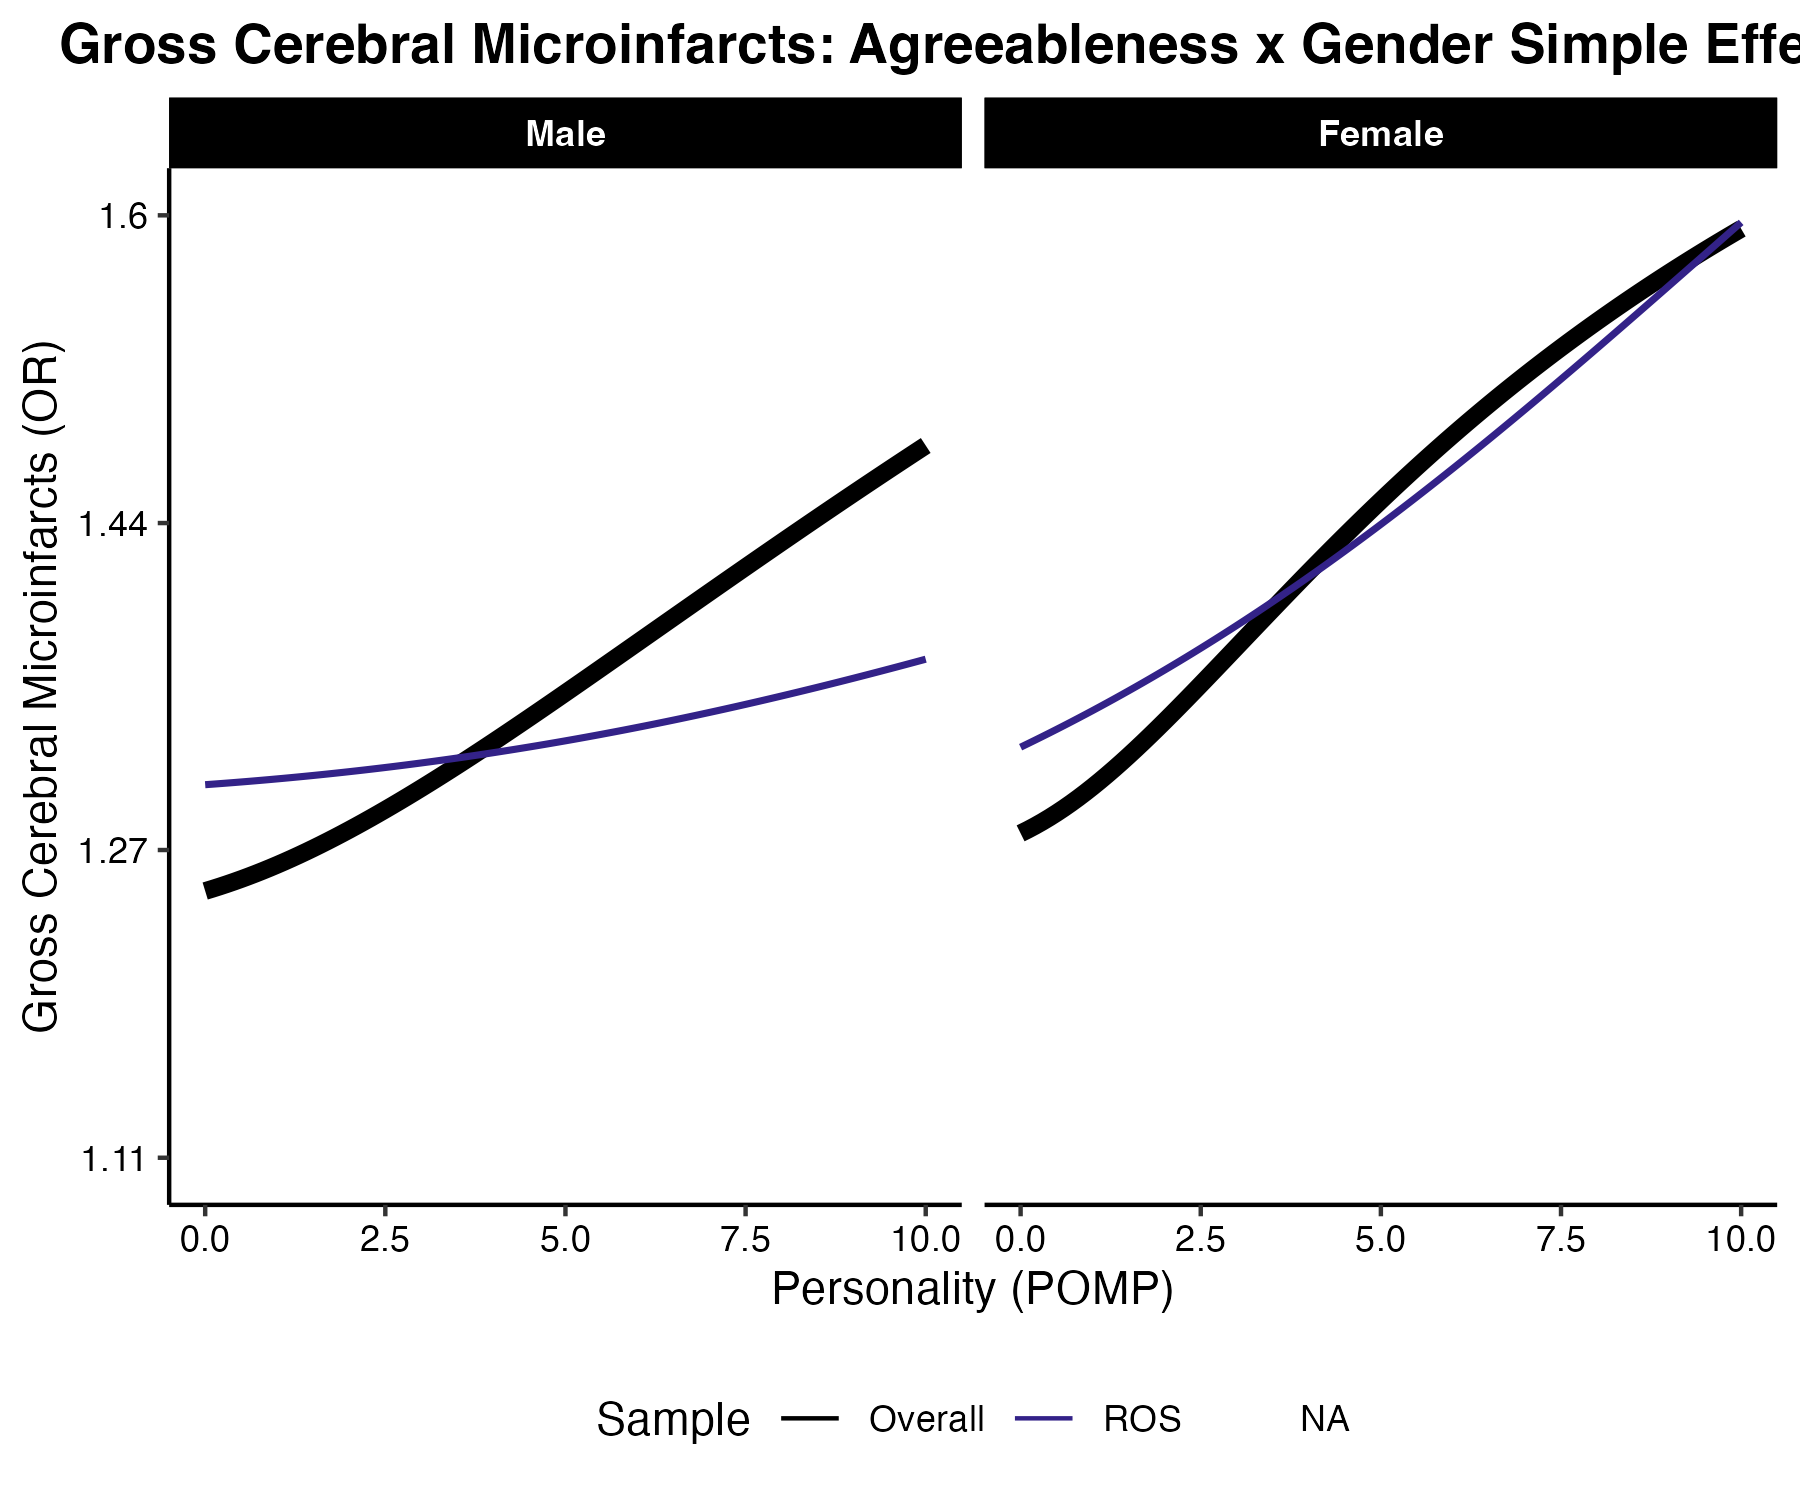 Gross Cerebral Microinfarcts: Agreeableness x Gender Simple Effe
Male
Female
Gross Cerebral Microinfarcts (OR)
1.6
1.44
1.27
1.11
0.0 2.5 5.0 7.5 10.0 0.0 2.5 5.0 7.5 10.0
Personality (POMP)
Sample Overall ROS NA